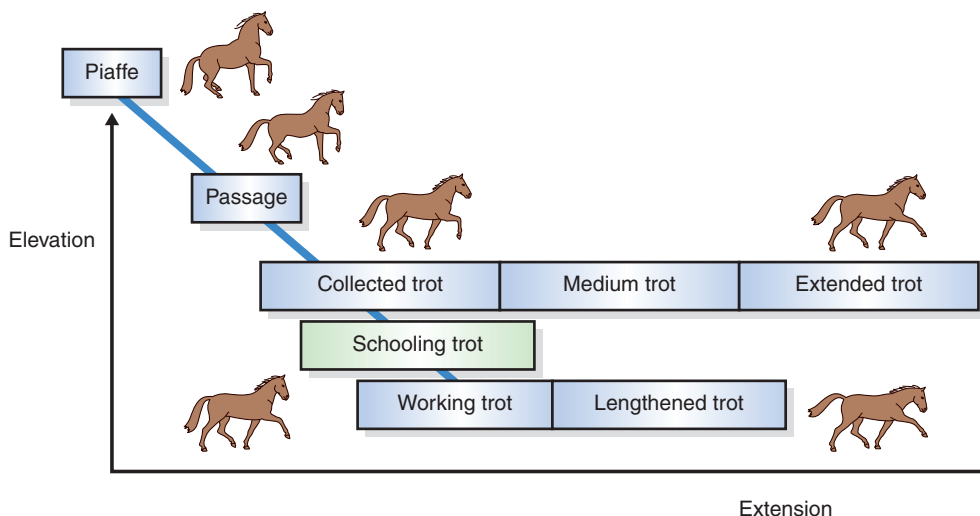 Piaffe
Passage
Elevation
Collected trot
Medium trot
Extended trot
Schooling trot
Working trot
Lengthened trot
Extension